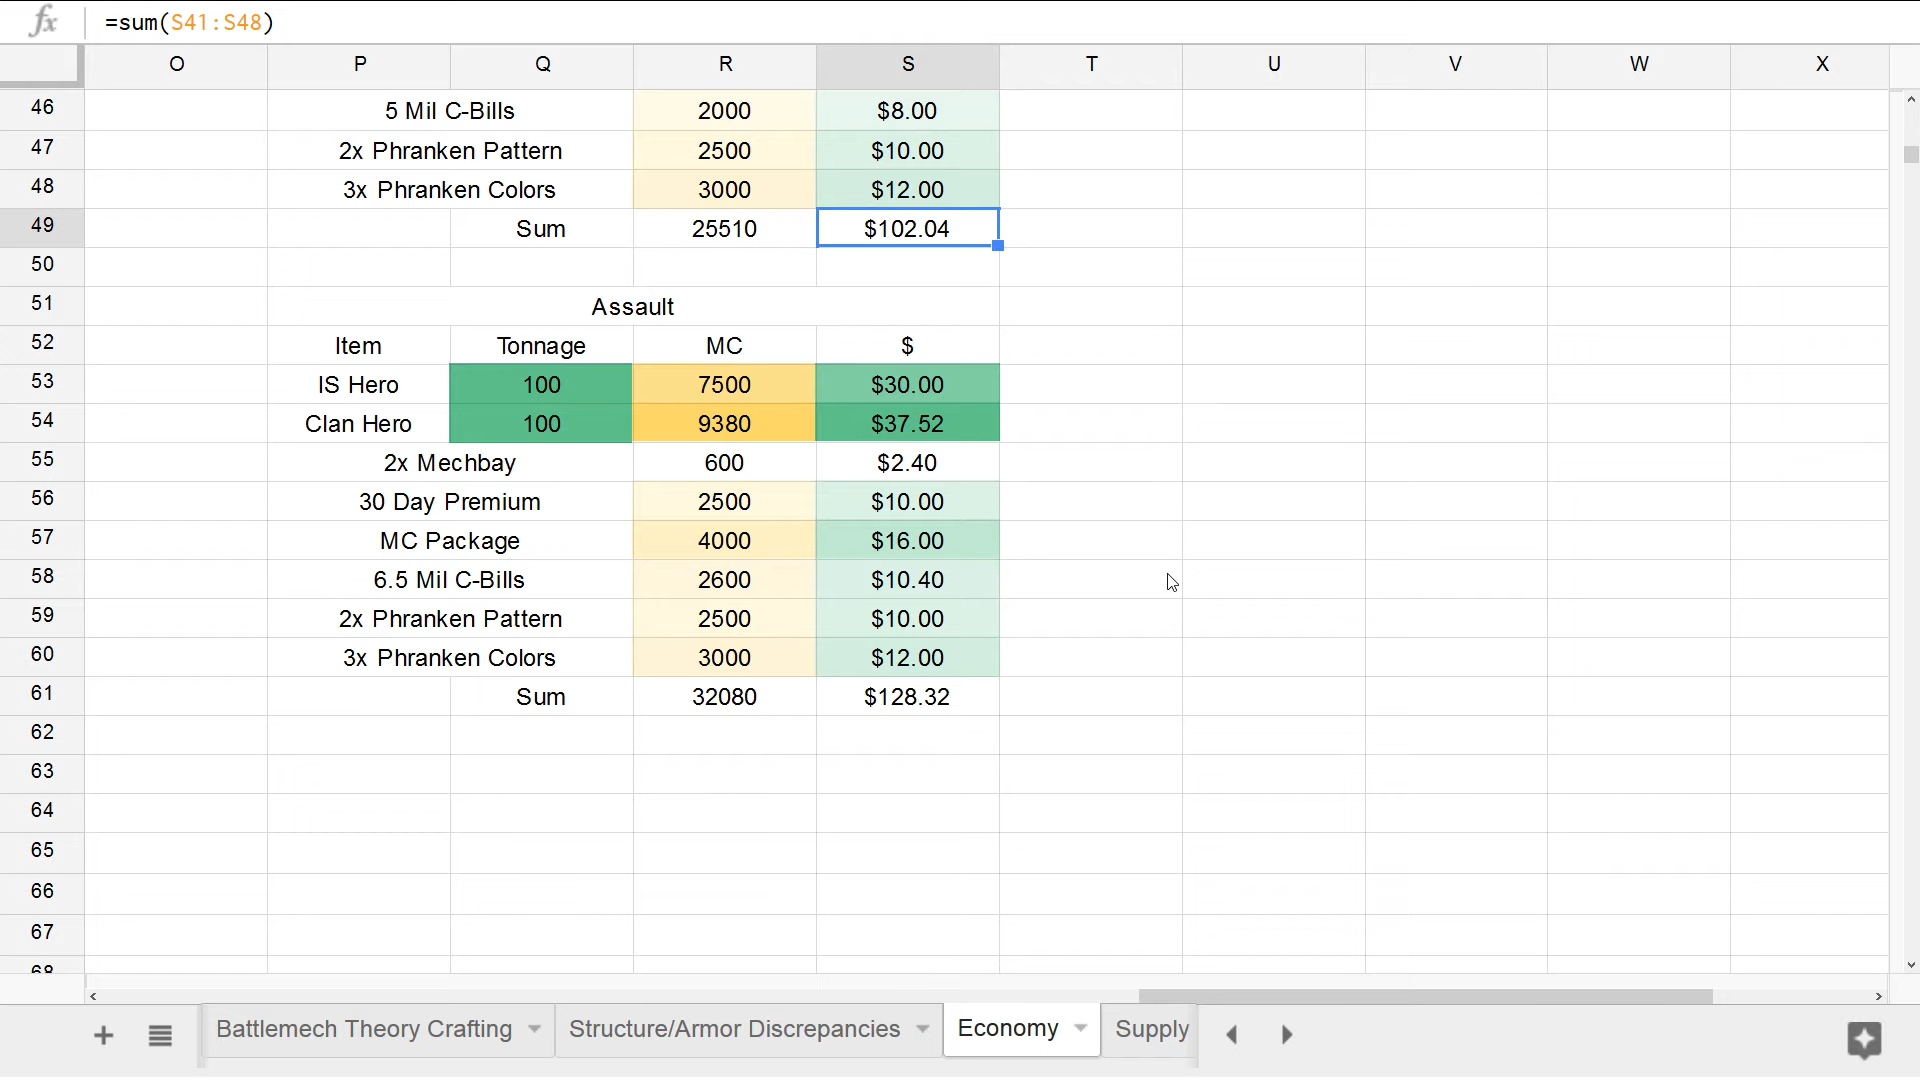 fx =sum(S41:S48)
O P Q R S T U V W X
46 5 Mil C-Bills 2000 $8.00
47 2x Phranken Pattern 2500 $10.00
48 3x Phranken Colors 3000 $12.00
49 Sum 25510 $102.04
50
51 Assault
52 Item Tonnage MC $
53 IS Hero 100 7500 $30.00
54 Clan Hero 100 9380 $37.52
55 2x Mechbay 600 $2.40
56 30 Day Premium 2500 $10.00
57 MC Package 4000 $16.00
58 6.5 Mil C-Bills 2600 $10.40
59 2x Phranken Pattern 2500 $10.00
60 3x Phranken Colors 3000 $12.00
61 Sum 32080 $128.32
62
63
64
65
66
67
68
Battlemech Theory Crafting Structure/Armor Discrepancies Economy Supply